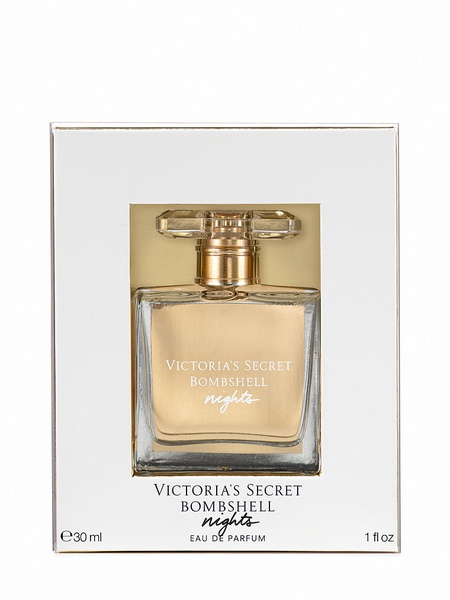 VICTORIA'S SECRET
BOMBSHELL
nights
VICTORIA'S SECRET
BOMBSHELL
nights
EAU DE PARFUM
℮30 ml
1 fl oz